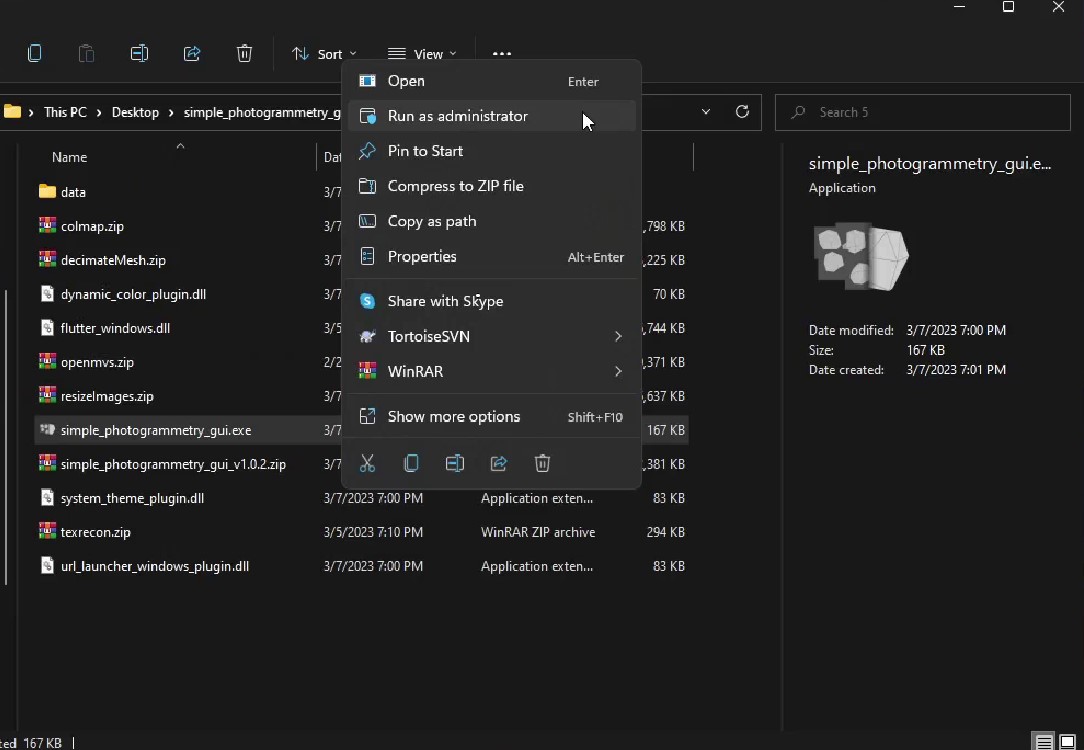 Sort
View
This PC > Desktop > simple_photogrammetry_g
Search 5
Open Enter
Run as administrator
Pin to Start
Compress to ZIP file
Copy as path
Properties Alt+Enter
Share with Skype
TortoiseSVN
WinRAR
Show more options Shift+F10
Name Dat
data 3/7
colmap.zip 3/7 ,798 KB
decimateMesh.zip 3/7 ,225 KB
dynamic_color_plugin.dll 3/7 70 KB
flutter_windows.dll 3/5 ,744 KB
openmvs.zip 2/2 ,371 KB
resizeImages.zip 3/7 ,637 KB
simple_photogrammetry_gui.exe 3/7 167 KB
simple_photogrammetry_gui_v1.0.2.zip 3/7 ,381 KB
system_theme_plugin.dll 3/7/2023 7:00 PM Application exten... 83 KB
texrecon.zip 3/5/2023 7:10 PM WinRAR ZIP archive 294 KB
url_launcher_windows_plugin.dll 3/7/2023 7:00 PM Application exten... 83 KB
simple_photogrammetry_gui.e...
Application
Date modified: 3/7/2023 7:00 PM
Size: 167 KB
Date created: 3/7/2023 7:01 PM
ted 167 KB